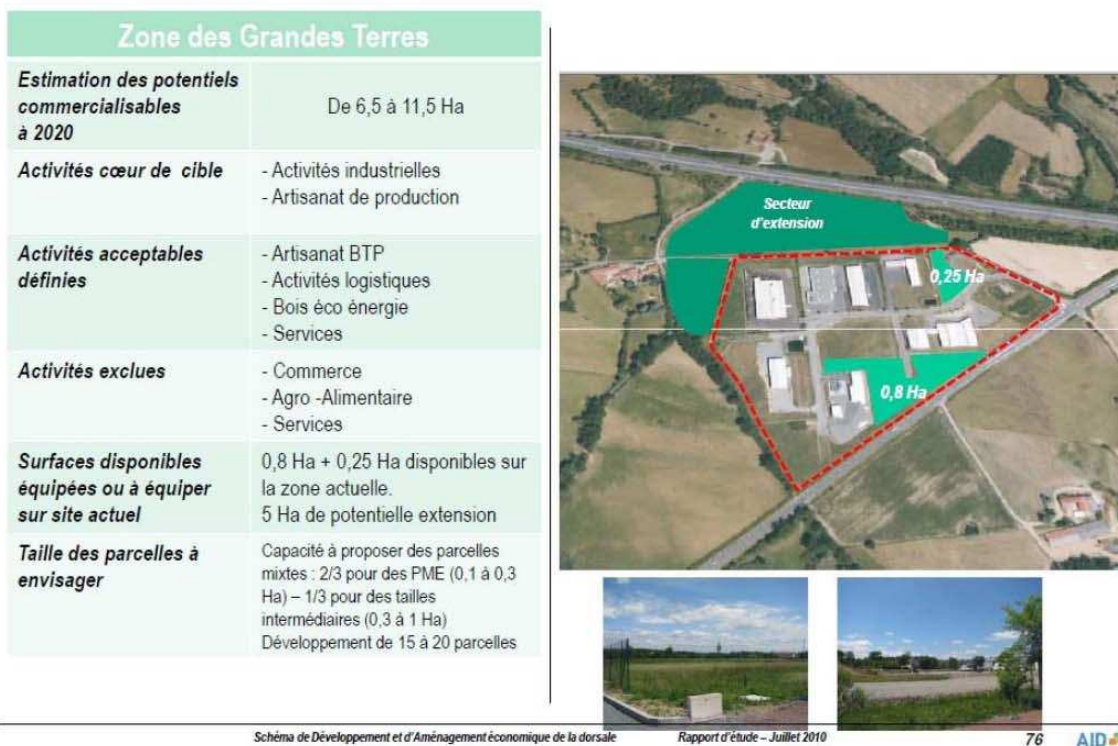 Zone des Grandes Terres
Estimation des potentiels
commercialisables
à 2020
De 6,5 à 11,5 Ha
Activités cœur de cible
- Activités industrielles
- Artisanat de production
Activités acceptables
définies
- Artisanat BTP
- Activités logistiques
- Bois éco énergie
- Services
Activités exclues
- Commerce
- Agro -Alimentaire
- Services
Surfaces disponibles
équipées ou à équiper
sur site actuel
0,8 Ha + 0,25 Ha disponibles sur
la zone actuelle.
5 Ha de potentielle extension
Taille des parcelles à
envisager
Capacité à proposer des parcelles
mixtes : 2/3 pour des PME (0,1 à 0,3
Ha) – 1/3 pour des tailles
intermédiaires (0,3 à 1 Ha)
Développement de 15 à 20 parcelles
Secteur
d'extension
0,25 Ha
0,8 Ha
Schéma de Développement et d'Aménagement économique de la dorsale
Rapport d'étude – Juillet 2010
76
AID